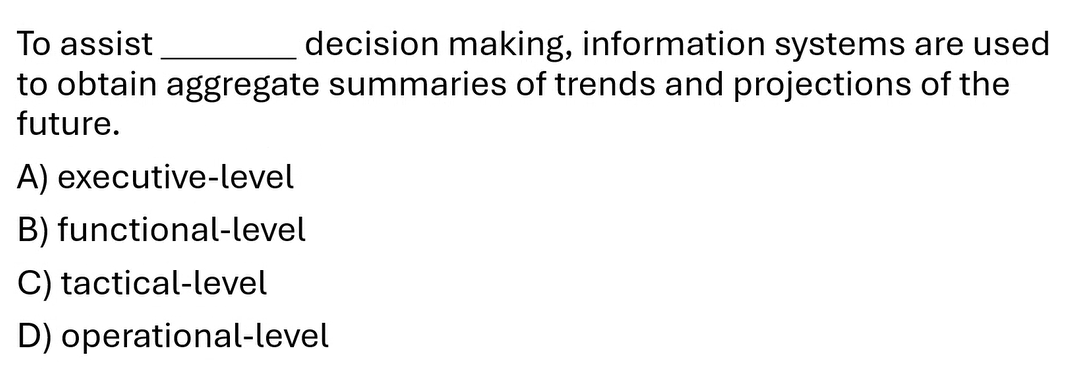 To assist _________ decision making, information systems are used
to obtain aggregate summaries of trends and projections of the
future.
A) executive-level
B) functional-level
C) tactical-level
D) operational-level